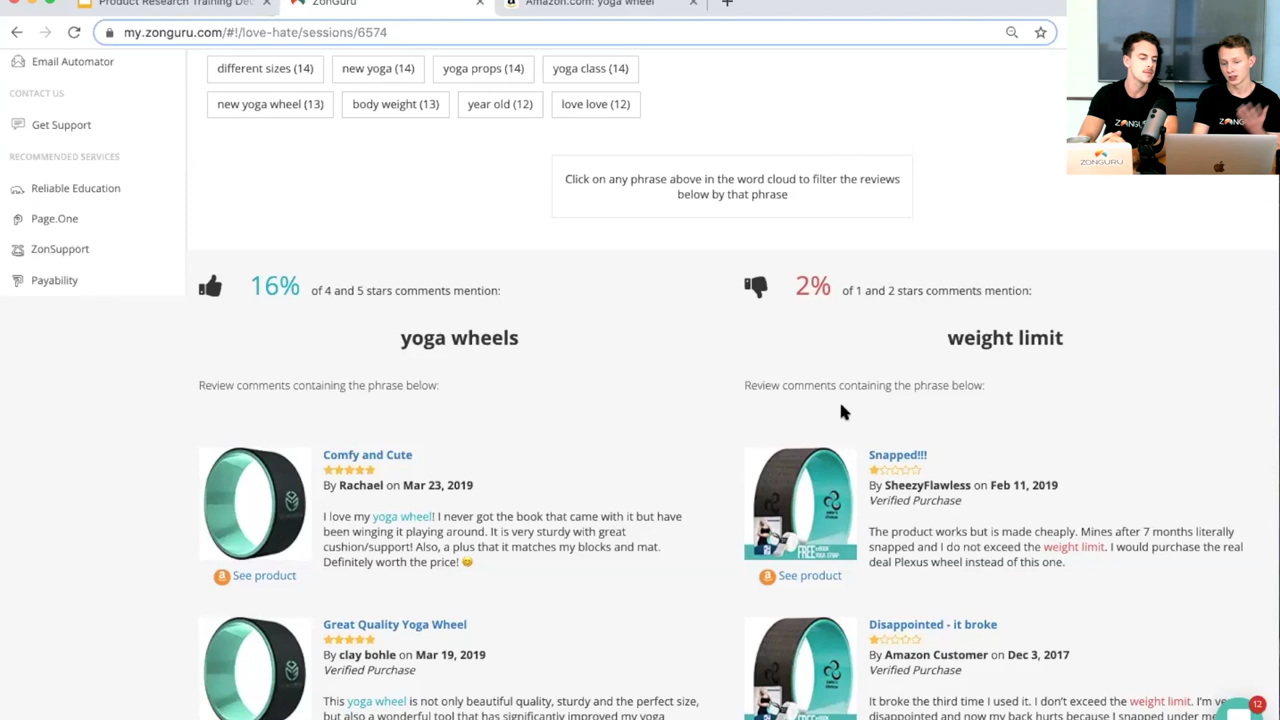 Product Research Training De
ZonGuru
Amazon.com: yoga wheel
my.zonguru.com/#!/love-hate/sessions/6574
Email Automator
CONTACT US
Get Support
RECOMMENDED SERVICES
Reliable Education
Page.One
ZonSupport
Payability
different sizes (14)
new yoga (14)
yoga props (14)
yoga class (14)
new yoga wheel (13)
body weight (13)
year old (12)
love love (12)
Click on any phrase above in the word cloud to filter the reviews
below by that phrase
ZONGU
ZONG
ZONGURU
16% of 4 and 5 stars comments mention:
yoga wheels
Review comments containing the phrase below:
Comfy and Cute
By Rachael on Mar 23, 2019
I love my yoga wheel! I never got the book that came with it but have
been winging it playing around. It is very sturdy with great
cushion/support! Also, a plus that it matches my blocks and mat.
Definitely worth the price! 😊
See product
Great Quality Yoga Wheel
By clay bohle on Mar 19, 2019
Verified Purchase
This yoga wheel is not only beautiful quality, sturdy and the perfect size,
but also a wonderful tool that has significantly improved my yoga
2% of 1 and 2 stars comments mention:
weight limit
Review comments containing the phrase below:
Snapped!!!
By SheezyFlawless on Feb 11, 2019
Verified Purchase
The product works but is made cheaply. Mines after 7 months literally
snapped and I do not exceed the weight limit. I would purchase the real
deal Plexus wheel instead of this one.
FREE
See product
Disappointed - it broke
By Amazon Customer on Dec 3, 2017
Verified Purchase
It broke the third time I used it. I don't exceed the weight limit. I'm
disappointed and now my back hurts because I snapped under
12